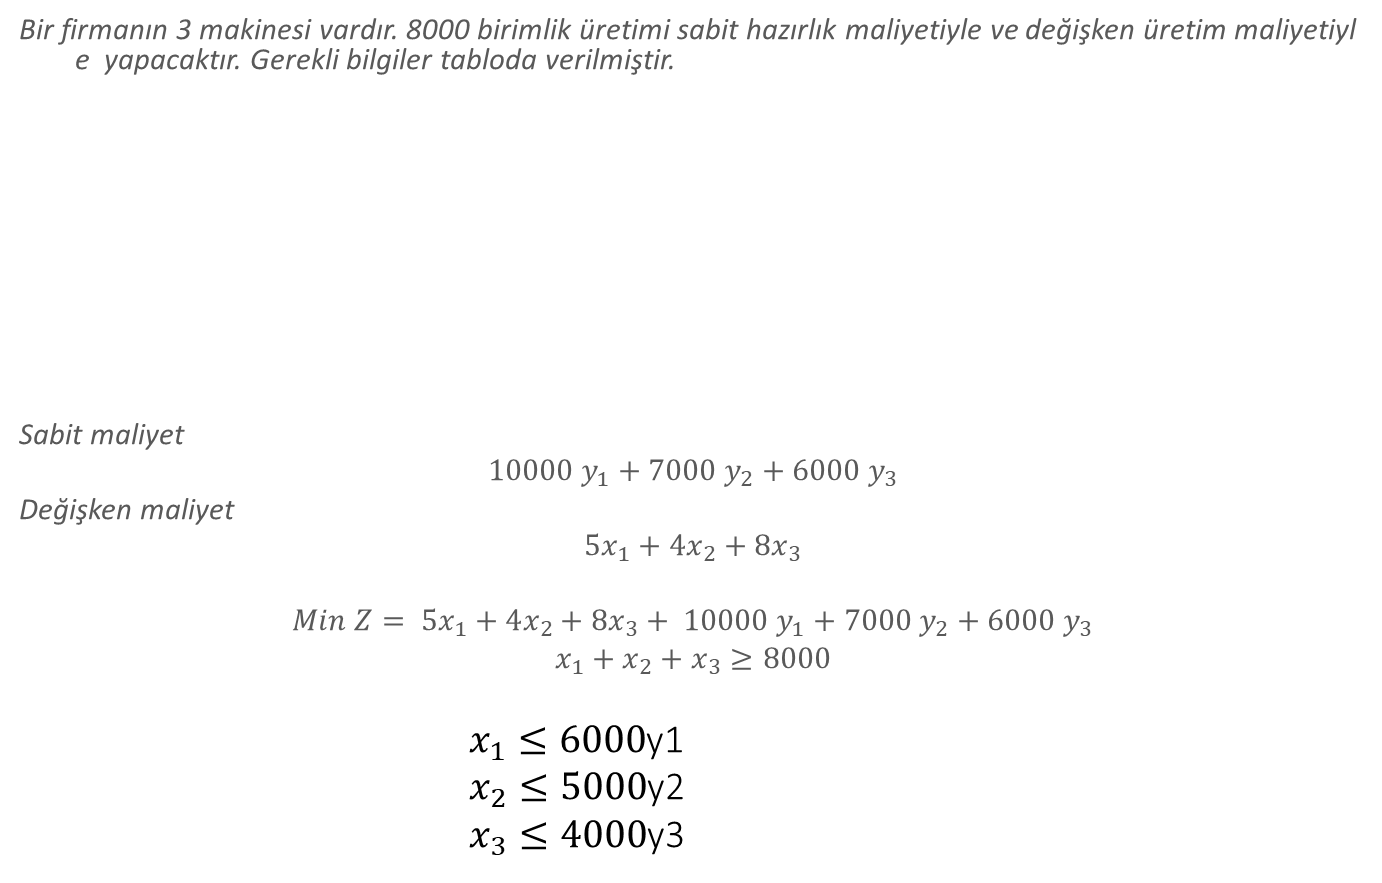 Bir firmanın 3 makinesi vardır. 8000 birimlik üretimi sabit hazırlık maliyetiyle ve değişken üretim maliyetiyl
e yapacaktır. Gerekli bilgiler tabloda verilmiştir.
Sabit maliyet
10000 y₁ + 7000 y₂ + 6000 y₃
Değişken maliyet
5x₁ + 4x₂ + 8x₃
Min Z = 5x₁ + 4x₂ + 8x₃ + 10000 y₁ + 7000 y₂ + 6000 y₃
x₁ + x₂ + x₃ ≥ 8000
x₁ ≤ 6000y1
x₂ ≤ 5000y2
x₃ ≤ 4000y3